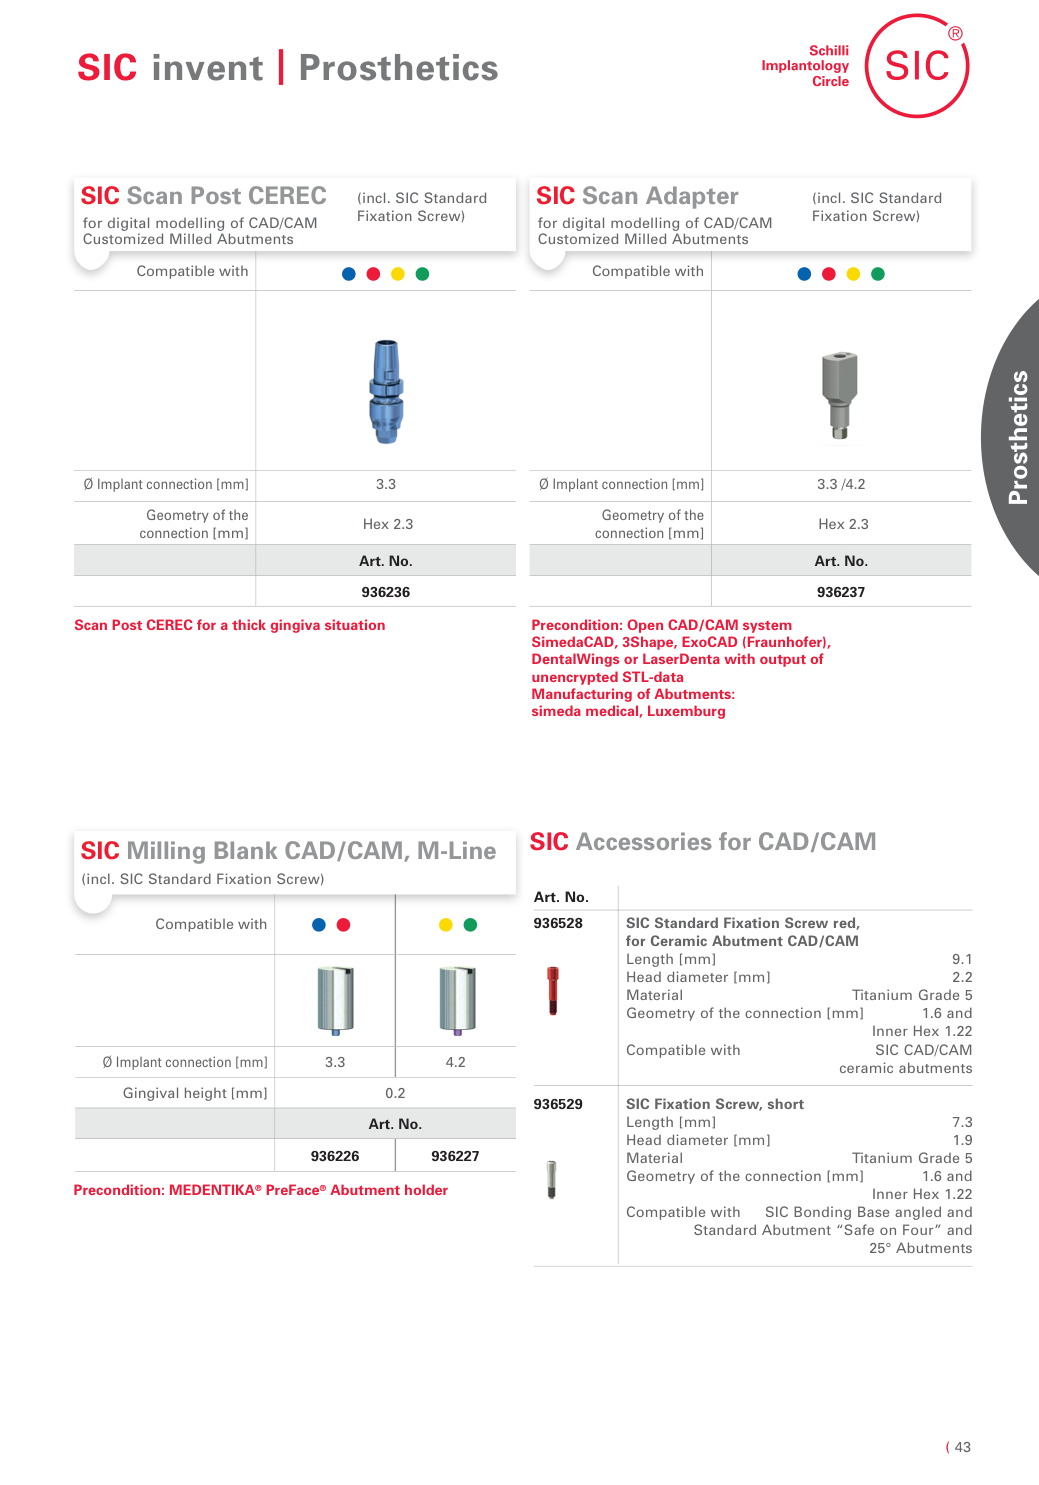 SIC invent | Prosthetics
Schilli
Implantology
Circle
SIC®
SIC Scan Post CEREC
(incl. SIC Standard
Fixation Screw)
for digital modelling of CAD/CAM
Customized Milled Abutments
Compatible with
Ø Implant connection [mm] 3.3
Geometry of the
connection [mm]
Hex 2.3
Art. No.
936236
Scan Post CEREC for a thick gingiva situation
SIC Scan Adapter
(incl. SIC Standard
Fixation Screw)
for digital modelling of CAD/CAM
Customized Milled Abutments
Compatible with
Ø Implant connection [mm] 3.3 /4.2
Geometry of the
connection [mm]
Hex 2.3
Art. No.
936237
Precondition: Open CAD/CAM system
SimedaCAD, 3Shape, ExoCAD (Fraunhofer),
DentalWings or LaserDenta with output of
unencrypted STL-data
Manufacturing of Abutments:
simeda medical, Luxemburg
Prosthetics
SIC Milling Blank CAD/CAM, M-Line
(incl. SIC Standard Fixation Screw)
Compatible with
Ø Implant connection [mm] 3.3 4.2
Gingival height [mm] 0.2
Art. No.
936226 936227
Precondition: MEDENTIKA® PreFace® Abutment holder
SIC Accessories for CAD/CAM
Art. No.
936528 SIC Standard Fixation Screw red,
for Ceramic Abutment CAD/CAM
Length [mm] 9.1
Head diameter [mm] 2.2
Material Titanium Grade 5
Geometry of the connection [mm] 1.6 and
Inner Hex 1.22
Compatible with SIC CAD/CAM
ceramic abutments
936529 SIC Fixation Screw, short
Length [mm] 7.3
Head diameter [mm] 1.9
Material Titanium Grade 5
Geometry of the connection [mm] 1.6 and
Inner Hex 1.22
Compatible with SIC Bonding Base angled and
Standard Abutment “Safe on Four” and
25° Abutments
( 43